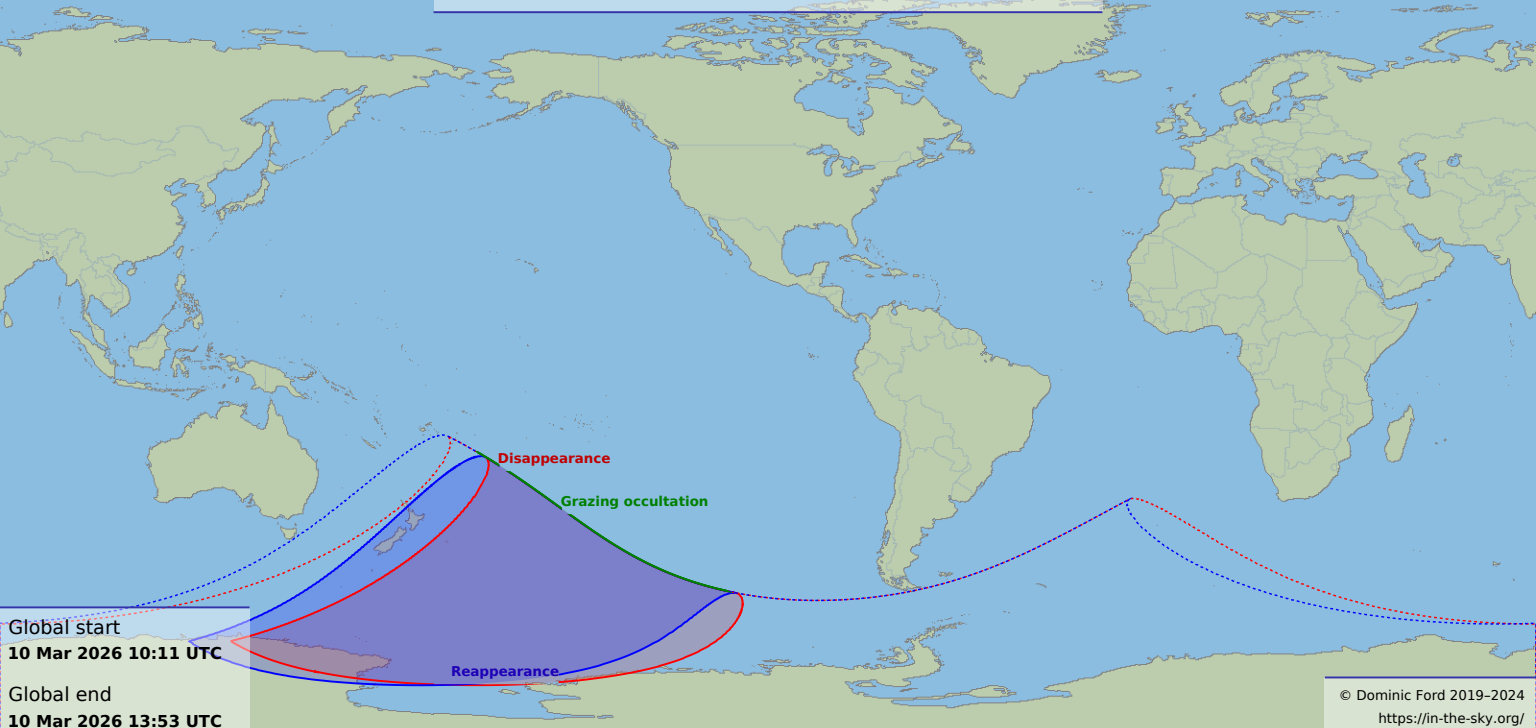 Disappearance
Grazing occultation
Reappearance
Global start
10 Mar 2026 10:11 UTC
Global end
10 Mar 2026 13:53 UTC
© Dominic Ford 2019–2024
https://in-the-sky.org/